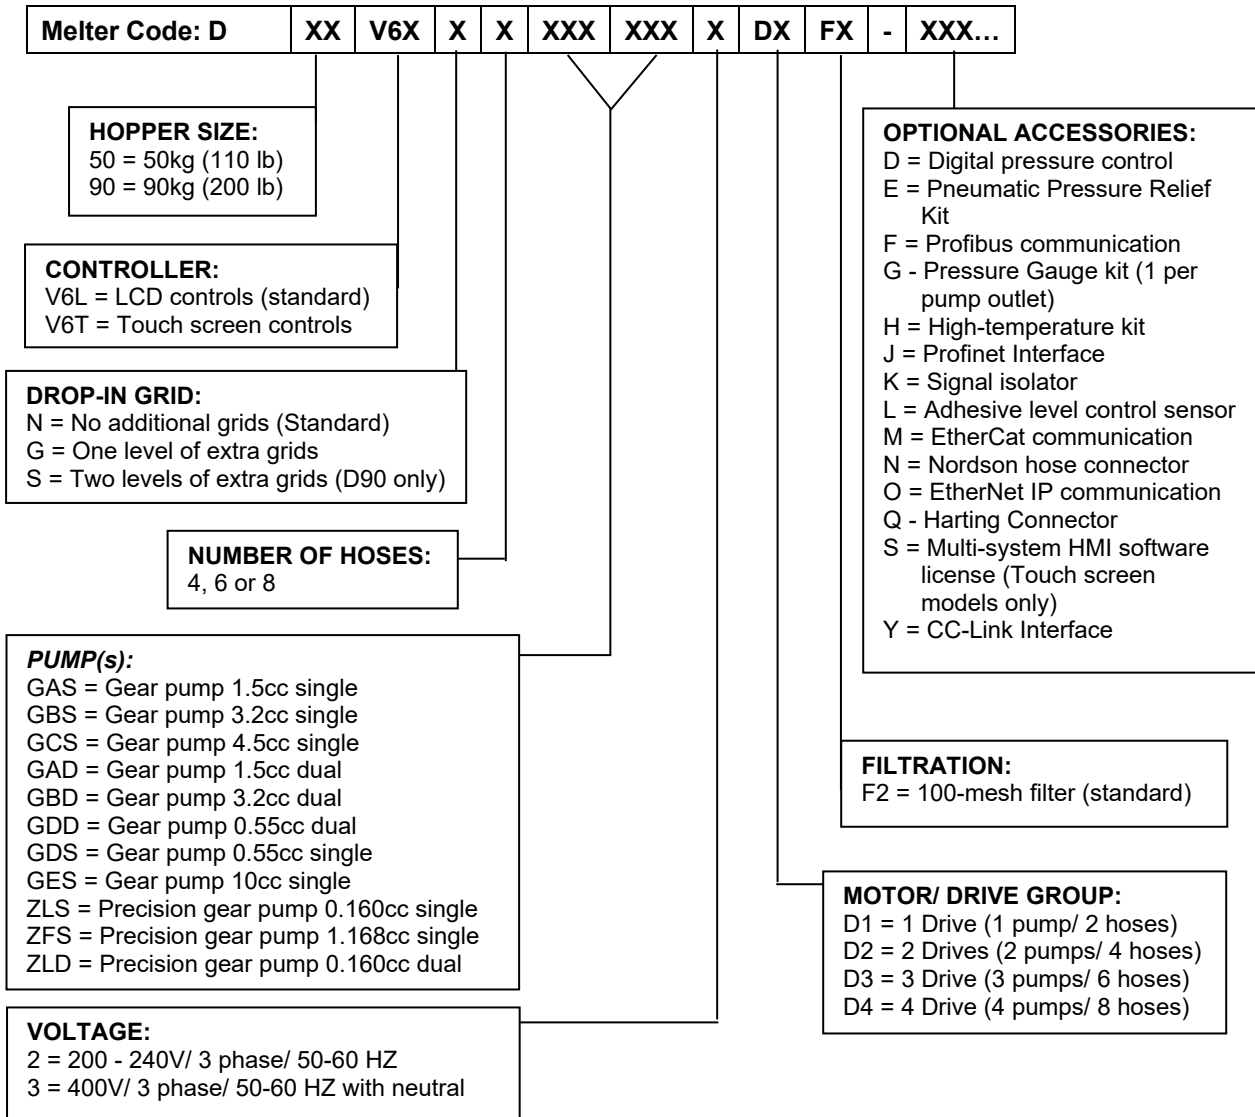 Melter Code: D XX V6X X X XXX XXX X DX FX - XXX…
HOPPER SIZE:
50 = 50kg (110 lb)
90 = 90kg (200 lb)
CONTROLLER:
V6L = LCD controls (standard)
V6T = Touch screen controls
DROP-IN GRID:
N = No additional grids (Standard)
G = One level of extra grids
S = Two levels of extra grids (D90 only)
NUMBER OF HOSES:
4, 6 or 8
PUMP(s):
GAS = Gear pump 1.5cc single
GBS = Gear pump 3.2cc single
GCS = Gear pump 4.5cc single
GAD = Gear pump 1.5cc dual
GBD = Gear pump 3.2cc dual
GDD = Gear pump 0.55cc dual
GDS = Gear pump 0.55cc single
GES = Gear pump 10cc single
ZLS = Precision gear pump 0.160cc single
ZFS = Precision gear pump 1.168cc single
ZLD = Precision gear pump 0.160cc dual
VOLTAGE:
2 = 200 - 240V/ 3 phase/ 50-60 HZ
3 = 400V/ 3 phase/ 50-60 HZ with neutral
OPTIONAL ACCESSORIES:
D = Digital pressure control
E = Pneumatic Pressure Relief
Kit
F = Profibus communication
G - Pressure Gauge kit (1 per
pump outlet)
H = High-temperature kit
J = Profinet Interface
K = Signal isolator
L = Adhesive level control sensor
M = EtherCat communication
N = Nordson hose connector
O = EtherNet IP communication
Q - Harting Connector
S = Multi-system HMI software
license (Touch screen
models only)
Y = CC-Link Interface
FILTRATION:
F2 = 100-mesh filter (standard)
MOTOR/ DRIVE GROUP:
D1 = 1 Drive (1 pump/ 2 hoses)
D2 = 2 Drives (2 pumps/ 4 hoses)
D3 = 3 Drive (3 pumps/ 6 hoses)
D4 = 4 Drive (4 pumps/ 8 hoses)